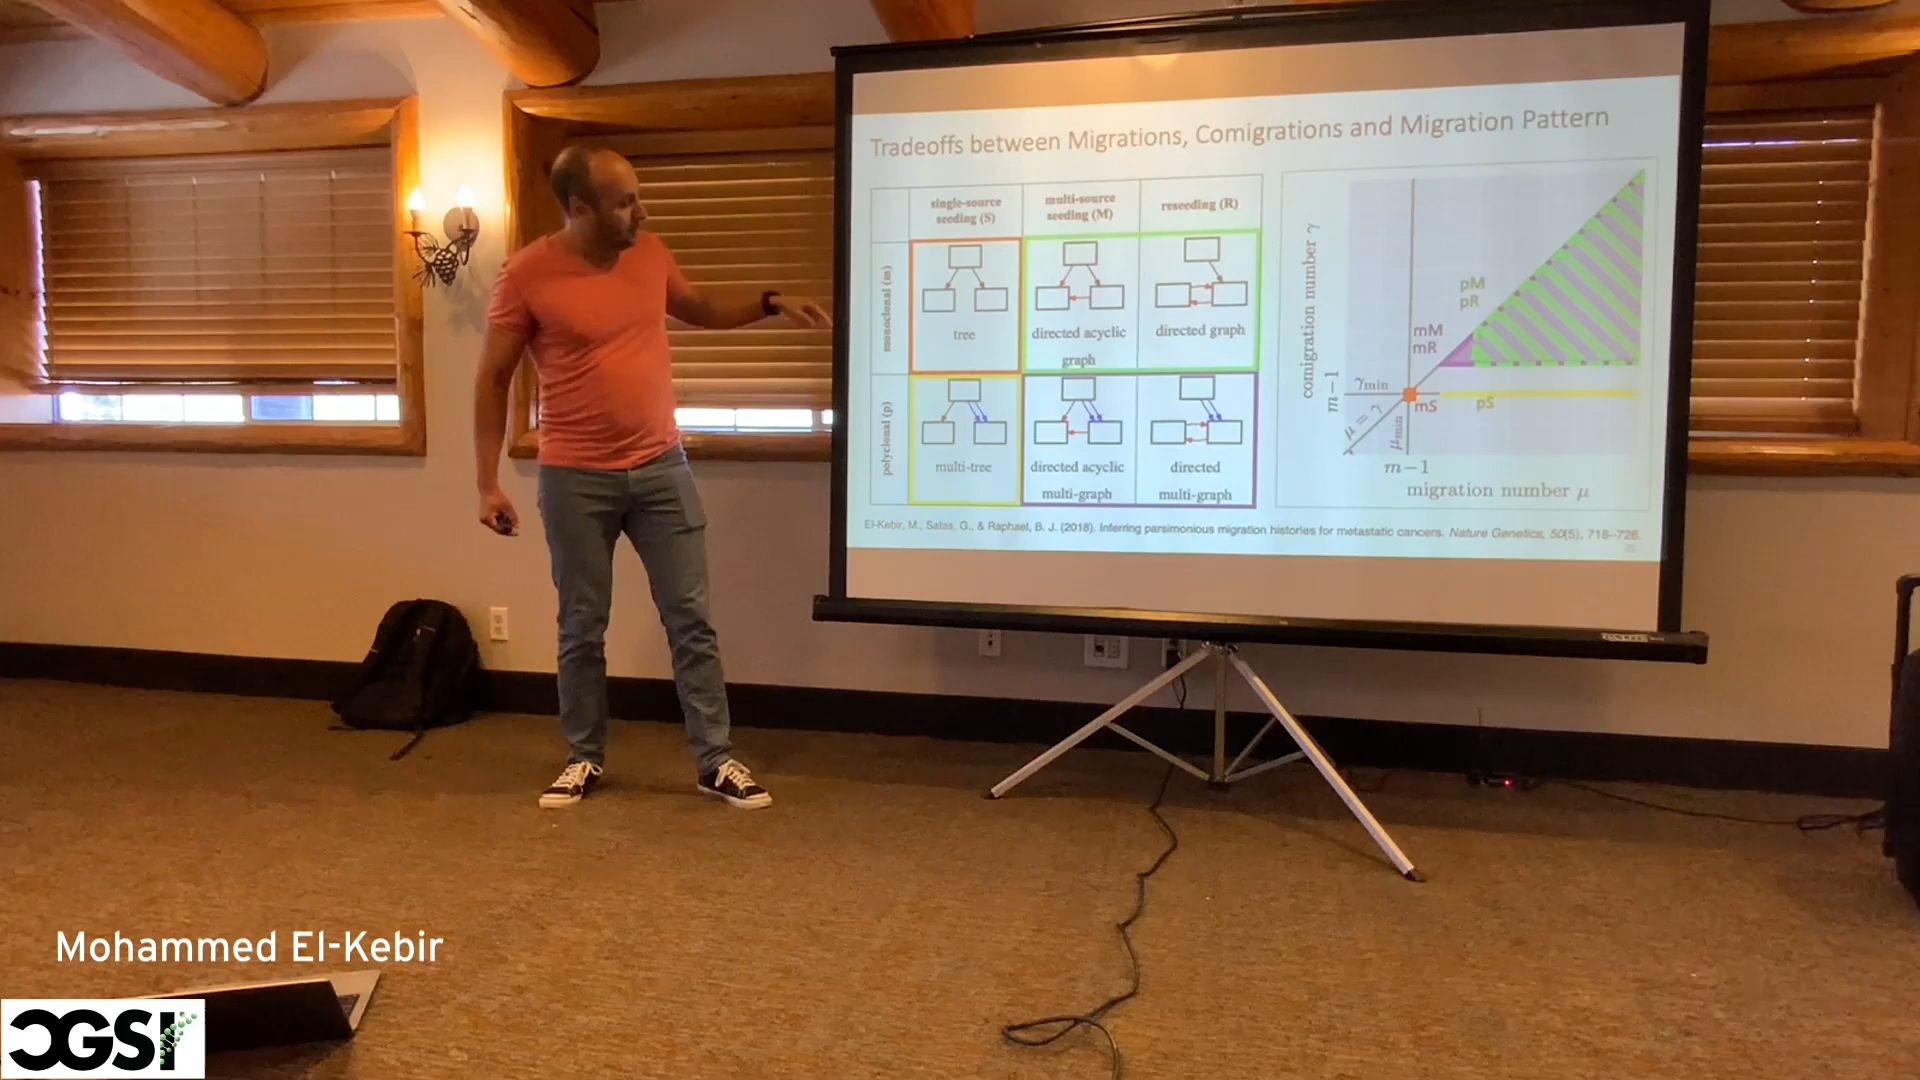 Tradeoffs between Migrations, Comigrations and Migration Pattern
single-source
seeding (S)
multi-source
seeding (M)
reseeding (R)
monoclonal (m)
tree
directed acyclic
graph
directed graph
polyclonal (p)
multi-tree
directed acyclic
multi-graph
directed
multi-graph
comigration number γ
m−1
pM
pR
mM
mR
γmin
mS
pS
μ = γ
μmin
m−1
migration number μ
El-Kebir, M., Satas, G., & Raphael, B. J. (2018). Inferring parsimonious migration histories for metastatic cancers. Nature Genetics, 50(5), 718–726.
Mohammed El-Kebir
CGSI